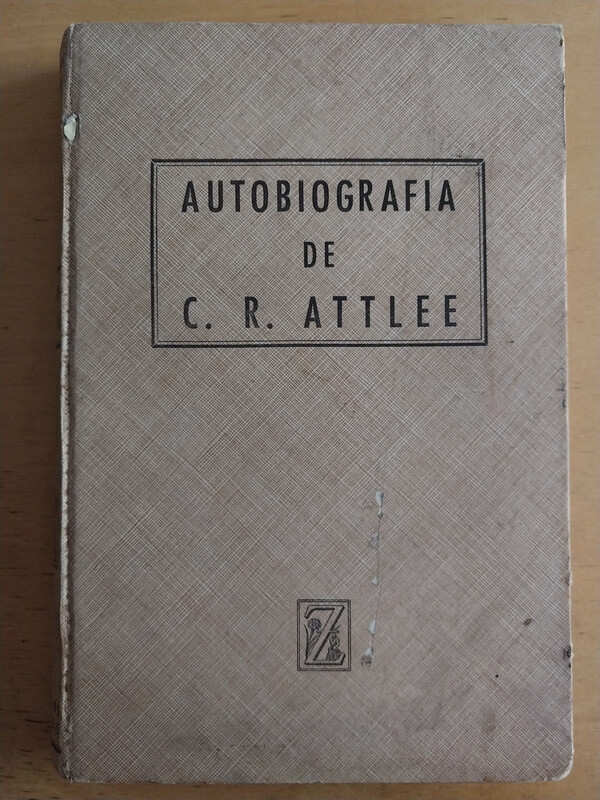 AUTOBIOGRAFIA
DE
C. R. ATTLEE
Z